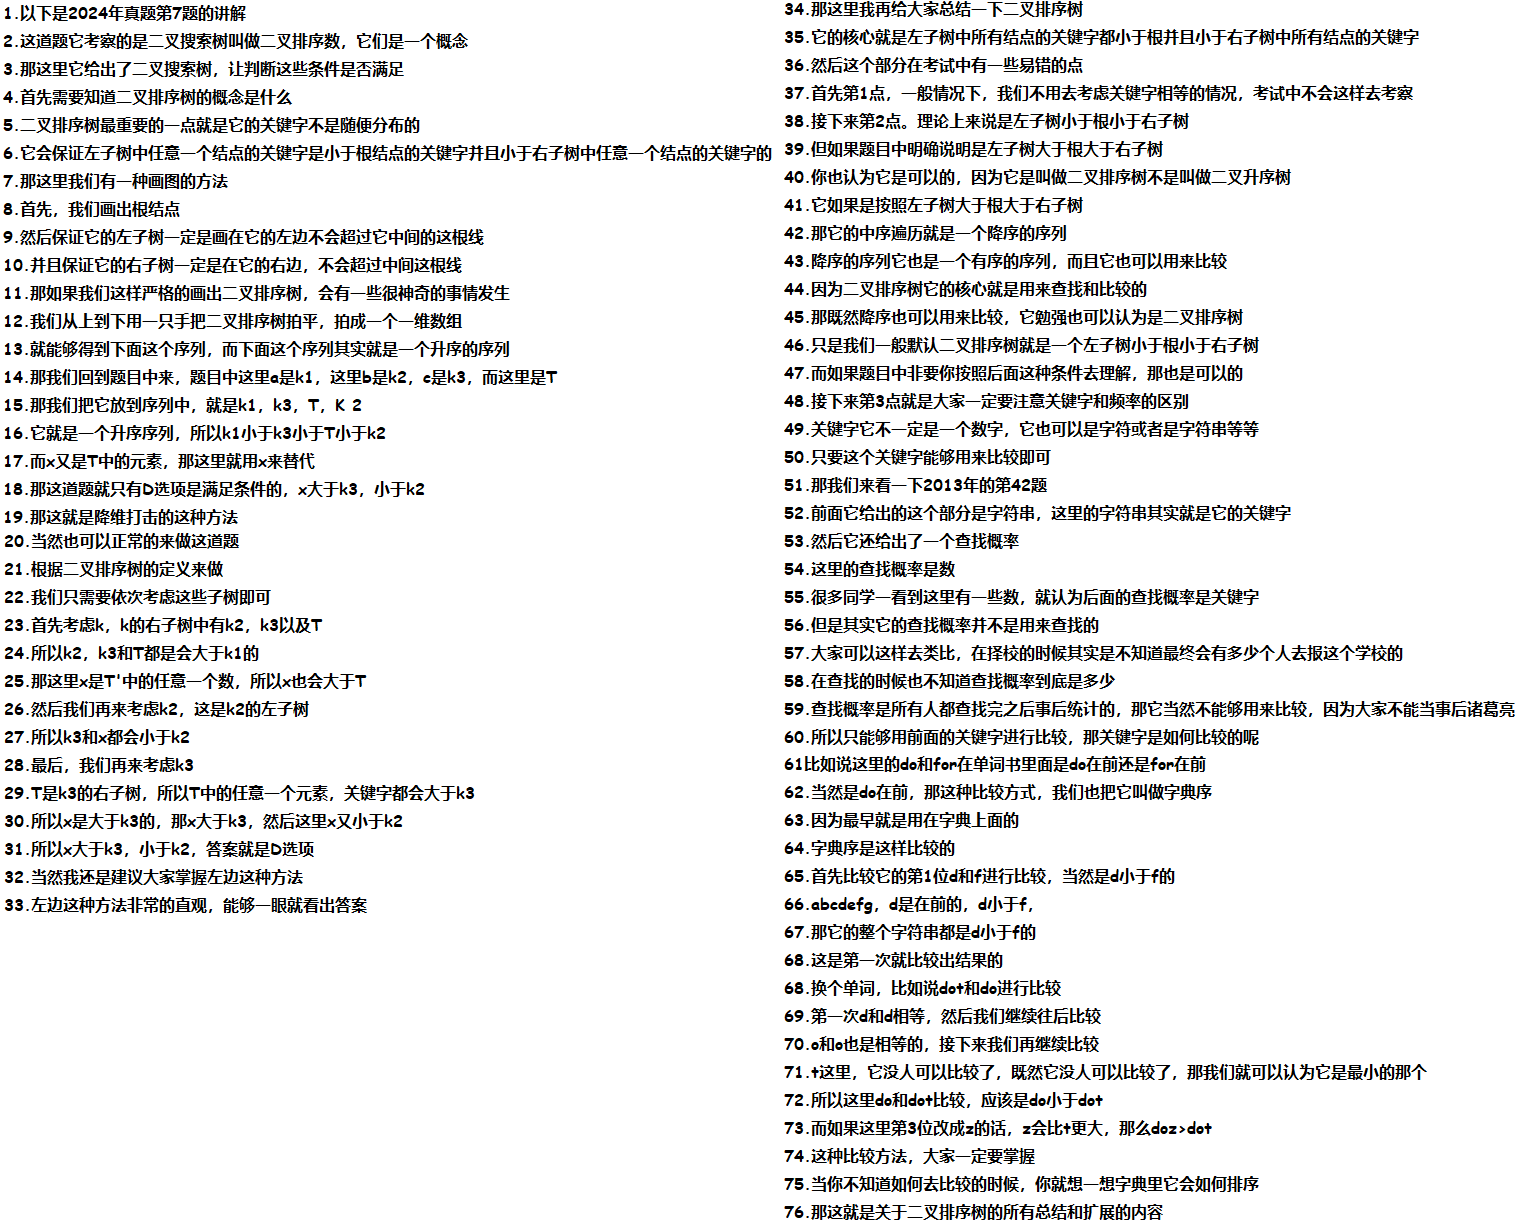 1.以下是2024年真题第7题的讲解
2.这道题它考察的是二叉搜索树叫做二叉排序数，它们是一个概念
3.那这里它给出了二叉搜索树，让判断这些条件是否满足
4.首先需要知道二叉排序树的概念是什么
5.二叉排序树最重要的一点就是它的关键字不是随便分布的
6.它会保证左子树中任意一个结点的关键字是小于根结点的关键字并且小于右子树中任意一个结点的关键字的
7.那这里我们有一种画图的方法
8.首先，我们画出根结点
9.然后保证它的左子树一定是画在它的左边不会超过它中间的这根线
10.并且保证它的右子树一定是在它的右边，不会超过中间这根线
11.那如果我们这样严格的画出二叉排序树，会有一些很神奇的事情发生
12.我们从上到下用一只手把二叉排序树拍平，拍成一个一维数组
13.就能够得到下面这个序列，而下面这个序列其实就是一个升序的序列
14.那我们回到题目中来，题目中这里a是k1，这里b是k2，c是k3，而这里是T
15.那我们把它放到序列中，就是k1，k3，T，K 2
16.它就是一个升序序列，所以k1小于k3小于T小于k2
17.而x又是T中的元素，那这里就用x来替代
18.那这道题就只有D选项是满足条件的，x大于k3，小于k2
19.那这就是降维打击的这种方法
20.当然也可以正常的来做这道题
21.根据二叉排序树的定义来做
22.我们只需要依次考虑这些子树即可
23.首先考虑k，k的右子树中有k2，k3以及T
24.所以k2，k3和T都是会大于k1的
25.那这里x是T'中的任意一个数，所以x也会大于T
26.然后我们再来考虑k2，这是k2的左子树
27.所以k3和x都会小于k2
28.最后，我们再来考虑k3
29.T是k3的右子树，所以T中的任意一个元素，关键字都会大于k3
30.所以x是大于k3的，那x大于k3，然后这里x又小于k2
31.所以x大于k3，小于k2，答案就是D选项
32.当然我还是建议大家掌握左边这种方法
33.左边这种方法非常的直观，能够一眼就看出答案
34.那这里我再给大家总结一下二叉排序树
35.它的核心就是左子树中所有结点的关键字都小于根并且小于右子树中所有结点的关键字
36.然后这个部分在考试中有一些易错的点
37.首先第1点，一般情况下，我们不用去考虑关键字相等的情况，考试中不会这样去考察
38.接下来第2点。理论上来说是左子树小于根小于右子树
39.但如果题目中明确说明是左子树大于根大于右子树
40.你也认为它是可以的，因为它是叫做二叉排序树不是叫做二叉升序树
41.它如果是按照左子树大于根大于右子树
42.那它的中序遍历就是一个降序的序列
43.降序的序列它也是一个有序的序列，而且它也可以用来比较
44.因为二叉排序树它的核心就是用来查找和比较的
45.那既然降序也可以用来比较，它勉强也可以认为是二叉排序树
46.只是我们一般默认二叉排序树就是一个左子树小于根小于右子树
47.而如果题目中非要你按照后面这种条件去理解，那也是可以的
48.接下来第3点就是大家一定要注意关键字和频率的区别
49.关键字它不一定是一个数字，它也可以是字符或者是字符串等等
50.只要这个关键字能够用来比较即可
51.那我们来看一下2013年的第42题
52.前面它给出的这个部分是字符串，这里的字符串其实就是它的关键字
53.然后它还给出了一个查找概率
54.这里的查找概率是数
55.很多同学一看到这里有一些数，就认为后面的查找概率是关键字
56.但是其实它的查找概率并不是用来查找的
57.大家可以这样去类比，在择校的时候其实是不知道最终会有多少个人去报这个学校的
58.在查找的时候也不知道查找概率到底是多少
59.查找概率是所有人都查找完之后事后统计的，那它当然不能够用来比较，因为大家不能当事后诸葛亮
60.所以只能够用前面的关键字进行比较，那关键字是如何比较的呢
61比如说这里的do和for在单词书里面是do在前还是for在前
62.当然是do在前，那这种比较方式，我们也把它叫做字典序
63.因为最早就是用在字典上面的
64.字典序是这样比较的
65.首先比较它的第1位d和f进行比较，当然是d小于f的
66.abcdefg，d是在前的，d小于f，
67.那它的整个字符串都是d小于f的
68.这是第一次就比较出结果的
68.换个单词，比如说dot和do进行比较
69.第一次d和d相等，然后我们继续往后比较
70.o和o也是相等的，接下来我们再继续比较
71.t这里，它没人可以比较了，既然它没人可以比较了，那我们就可以认为它是最小的那个
72.所以这里do和dot比较，应该是do小于dot
73.而如果这里第3位改成z的话，z会比t更大，那么doz>dot
74.这种比较方法，大家一定要掌握
75.当你不知道如何去比较的时候，你就想一想字典里它会如何排序
76.那这就是关于二叉排序树的所有总结和扩展的内容